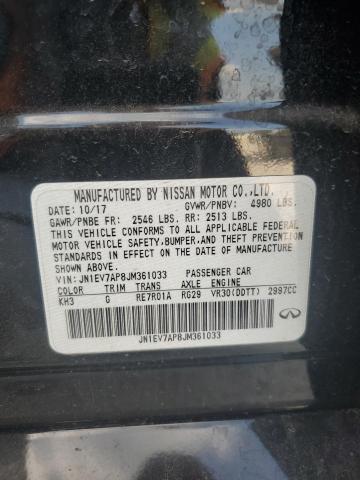 MANUFACTURED BY NISSAN MOTOR CO.,LTD.
DATE: 10/17 GVWR/PNBV: 4980 LBS.
GAWR/PNBE FR: 2546 LBS. RR: 2513 LBS.
THIS VEHICLE CONFORMS TO ALL APPLICABLE FEDERAL
MOTOR VEHICLE SAFETY,BUMPER,AND THEFT PREVENTION
STANDARDS IN EFFECT ON THE DATE OF MANUFACTURE
SHOWN ABOVE.
VIN: JN1EV7AP8JM361033 PASSENGER CAR
COLOR TRIM TRANS AXLE ENGINE
KH3 G RE7R01A RG29 VR30(DDTT) 2997CC
JN1EV7AP8JM361033